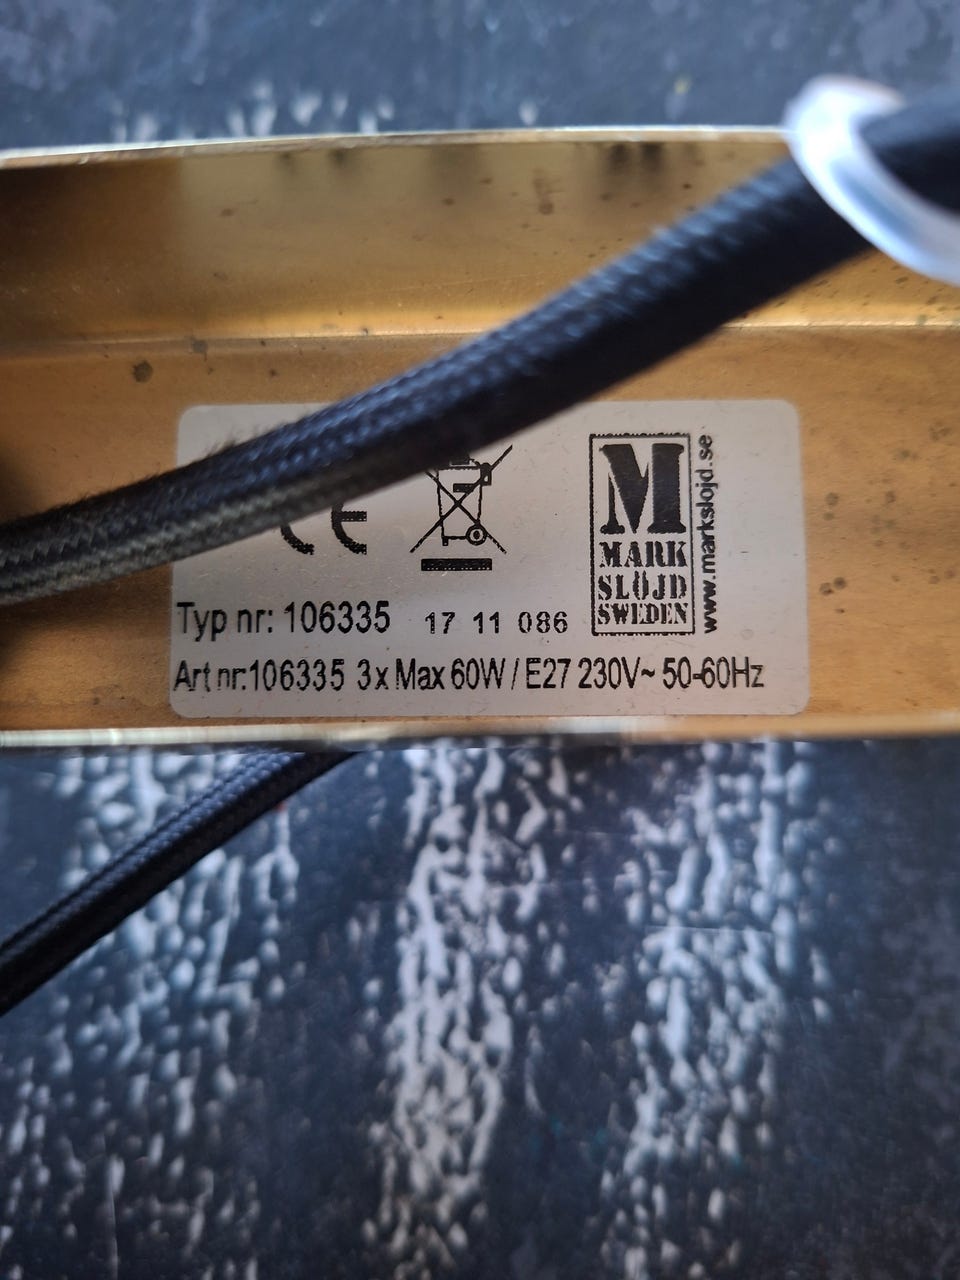 CE
M
MARK
SLÖJD
SWEDEN
www.markslojd.se
Typ nr: 106335 17 11 086
Art nr:106335 3x Max 60W / E27 230V~ 50-60Hz